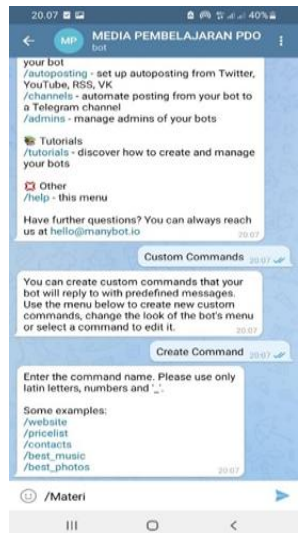 20.07
40%
MP
MEDIA PEMBELAJARAN PDO
bot
your bot
/autoposting - set up autoposting from Twitter,
YouTube, RSS, VK
/channels - automate posting from your bot to
a Telegram channel
/admins - manage admins of your bots
Tutorials
/tutorials - discover how to create and manage
your bots
Other
/help - this menu
Have further questions? You can always reach
us at hello@manybot.io
20.07
Custom Commands 20.07
You can create custom commands that your
bot will reply to with predefined messages.
Use the menu below to create new custom
commands, change the look of the bot's menu
or select a command to edit it.
20.07
Create Command 20.07
Enter the command name. Please use only
latin letters, numbers and '_'.
Some examples:
/website
/pricelist
/contacts
/best_music
/best_photos
20.07
/Materi